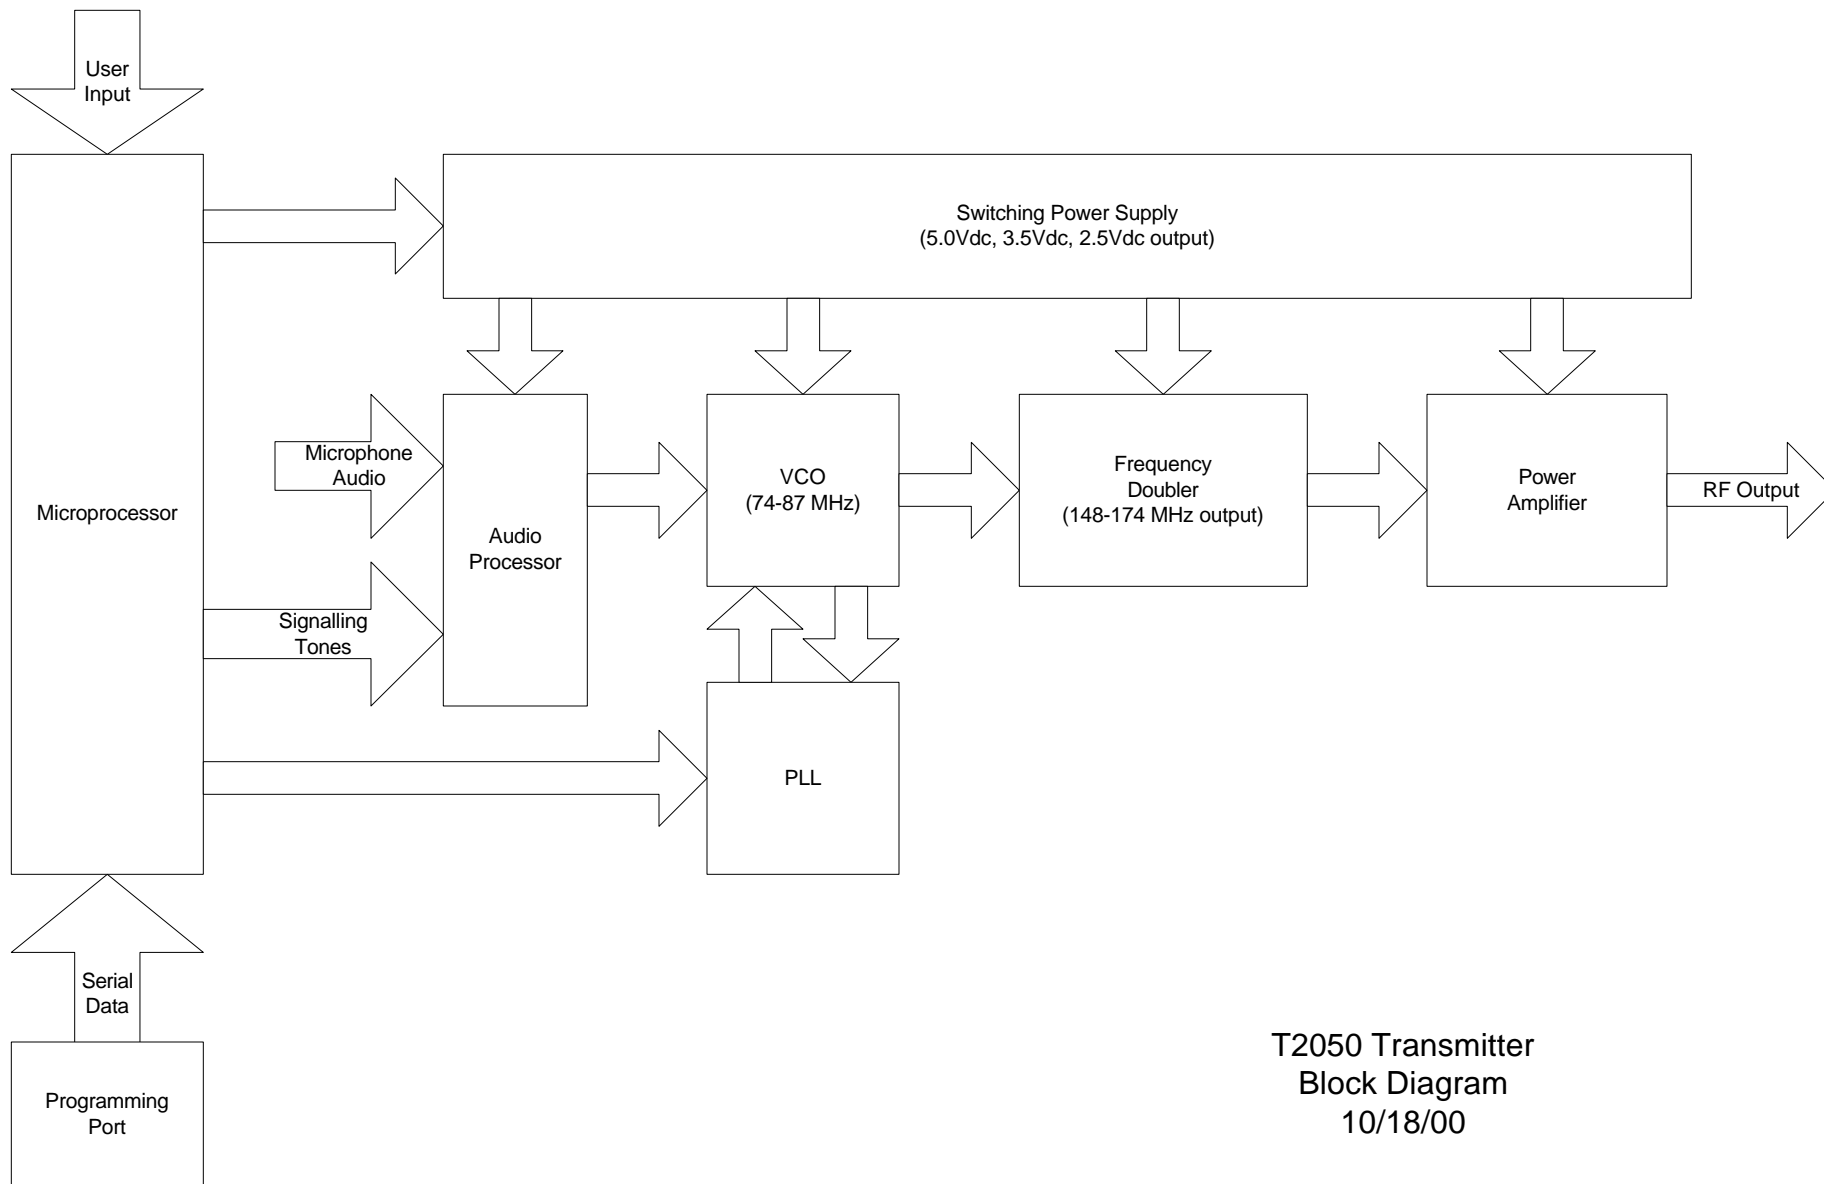 User
Input
Switching Power Supply
(5.0Vdc, 3.5Vdc, 2.5Vdc output)
Microprocessor
Microphone
Audio
Audio
Processor
VCO
(74-87 MHz)
Frequency
Doubler
(148-174 MHz output)
Power
Amplifier
RF Output
Signalling
Tones
PLL
Serial
Data
Programming
Port
T2050 Transmitter
Block Diagram
10/18/00